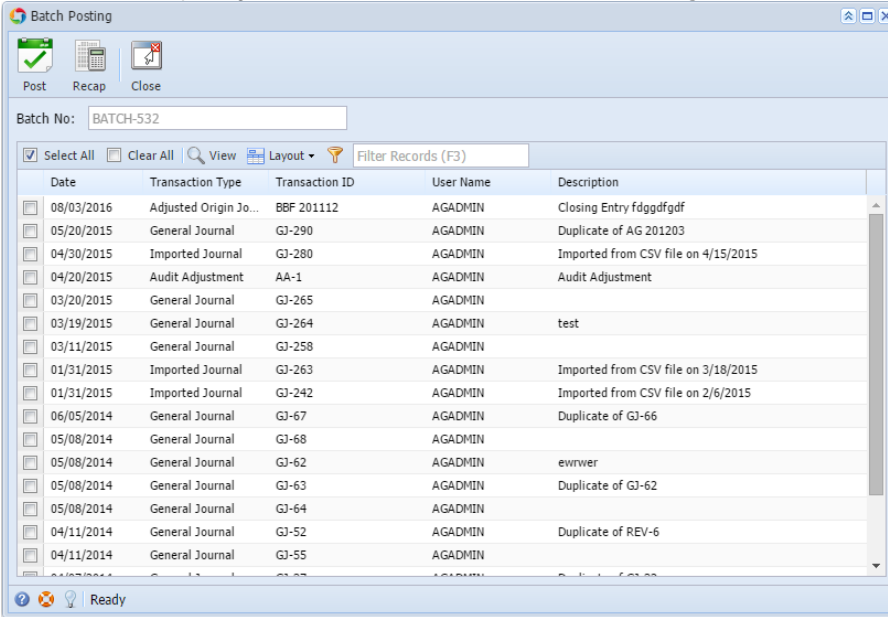 Batch Posting
Post Recap Close
Batch No: BATCH-532
Select All Clear All View Layout Filter Records (F3)
Date Transaction Type Transaction ID User Name Description
08/03/2016 Adjusted Origin Jo... BBF 201112 AGADMIN Closing Entry fdggdfgdf
05/20/2015 General Journal GJ-290 AGADMIN Duplicate of AG 201203
04/30/2015 Imported Journal GJ-280 AGADMIN Imported from CSV file on 4/15/2015
04/20/2015 Audit Adjustment AA-1 AGADMIN Audit Adjustment
03/20/2015 General Journal GJ-265 AGADMIN
03/19/2015 General Journal GJ-264 AGADMIN test
03/11/2015 General Journal GJ-258 AGADMIN
01/31/2015 Imported Journal GJ-263 AGADMIN Imported from CSV file on 3/18/2015
01/31/2015 Imported Journal GJ-242 AGADMIN Imported from CSV file on 2/6/2015
06/05/2014 General Journal GJ-67 AGADMIN Duplicate of GJ-66
05/08/2014 General Journal GJ-68 AGADMIN
05/08/2014 General Journal GJ-62 AGADMIN ewrwer
05/08/2014 General Journal GJ-63 AGADMIN Duplicate of GJ-62
05/08/2014 General Journal GJ-64 AGADMIN
04/11/2014 General Journal GJ-52 AGADMIN Duplicate of REV-6
04/11/2014 General Journal GJ-55 AGADMIN
Ready